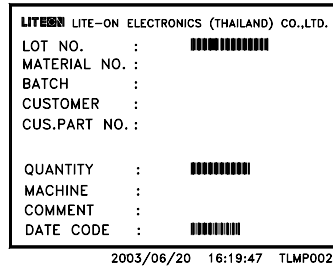 LITEON LITE-ON ELECTRONICS (THAILAND) CO.,LTD.
LOT NO. :
MATERIAL NO. :
BATCH :
CUSTOMER :
CUS.PART NO. :
QUANTITY :
MACHINE :
COMMENT :
DATE CODE :
2003/06/20 16:19:47 TLMP002